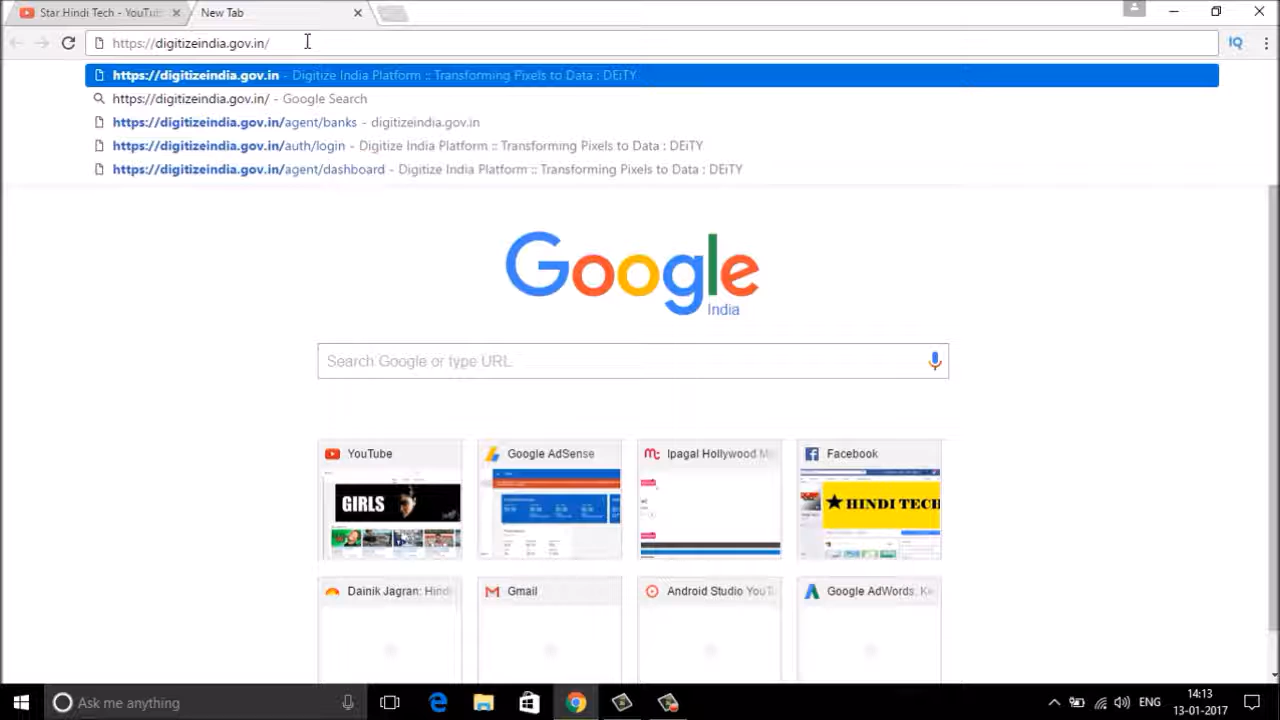 Star Hindi Tech - YouTub
New Tab
https://digitizeindia.gov.in/
IQ
https://digitizeindia.gov.in - Digitize India Platform :: Transforming Pixels to Data : DEiTY
https://digitizeindia.gov.in/ - Google Search
https://digitizeindia.gov.in/agent/banks - digitizeindia.gov.in
https://digitizeindia.gov.in/auth/login - Digitize India Platform :: Transforming Pixels to Data : DEiTY
https://digitizeindia.gov.in/agent/dashboard - Digitize India Platform :: Transforming Pixels to Data : DEiTY
Google
India
Search Google or type URL
YouTube
Google AdSense
Ipagal Hollywood M
Facebook
GIRLS
HINDI TECH
Dainik Jagran: Hindi
Gmail
Android Studio YouTu
Google AdWords: Ke
Ask me anything
ENG
14:13
13-01-2017